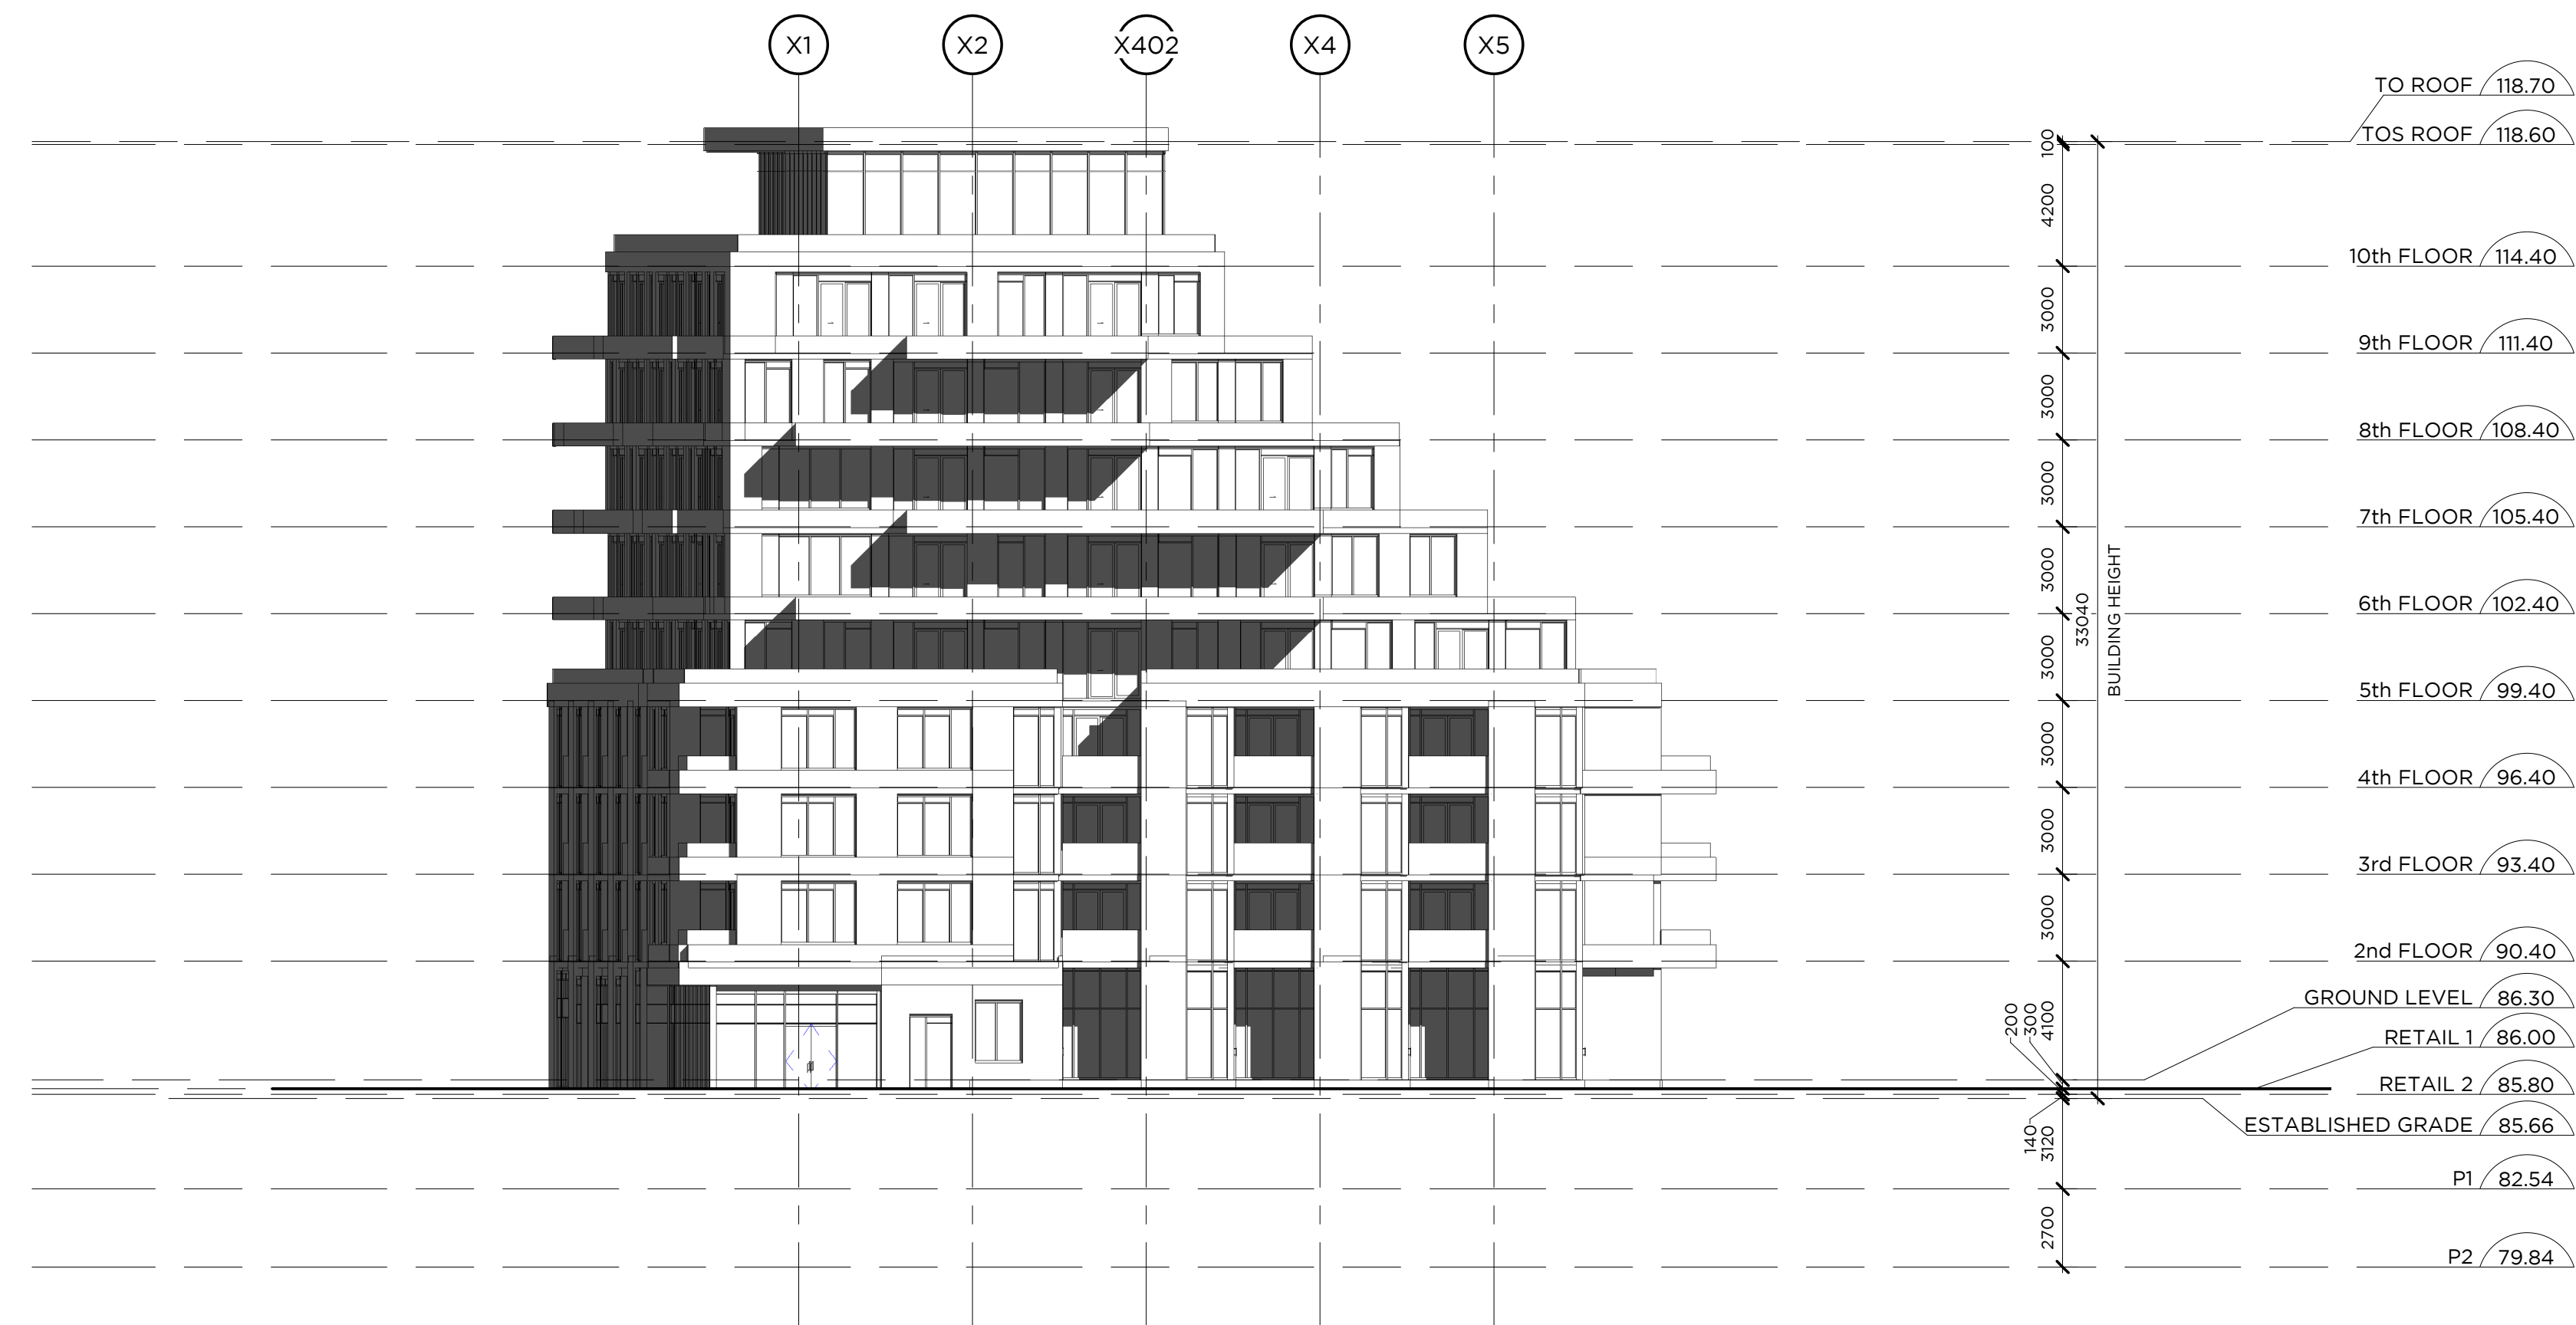 X1
X2
X402
X4
X5
TO ROOF 118.70
TOS ROOF 118.60
100
4200
10th FLOOR 114.40
3000
9th FLOOR 111.40
3000
8th FLOOR 108.40
3000
7th FLOOR 105.40
3000
33040
BUILDING HEIGHT
6th FLOOR 102.40
3000
5th FLOOR 99.40
3000
4th FLOOR 96.40
3000
3rd FLOOR 93.40
3000
2nd FLOOR 90.40
GROUND LEVEL 86.30
200
300
4100
RETAIL 1 86.00
RETAIL 2 85.80
ESTABLISHED GRADE 85.66
140
3120
P1 82.54
2700
P2 79.84